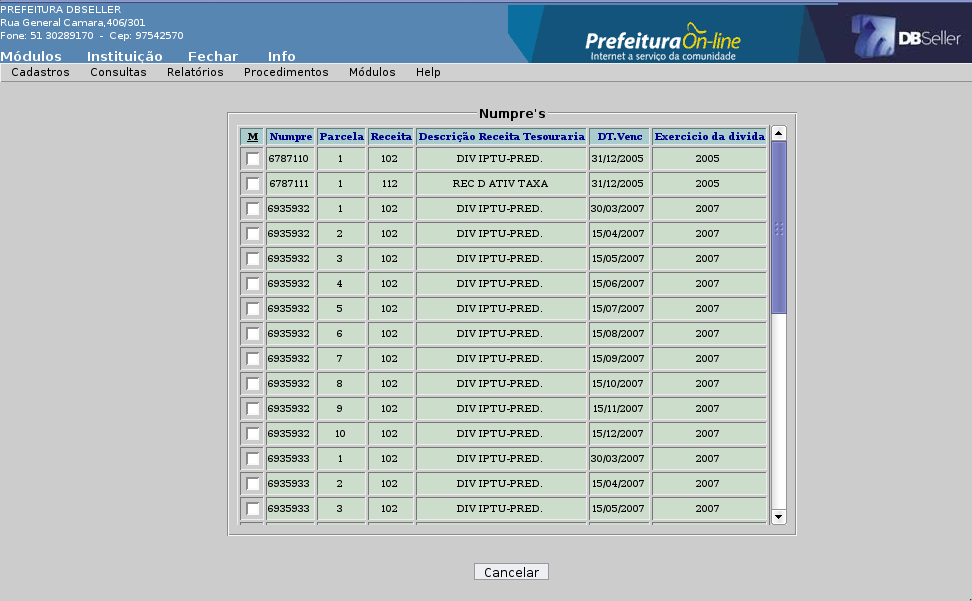 PREFEITURA DBSELLER
Rua General Camara,406/301
Fone: 51 30289170 - Cep: 97542570
Prefeitura On-line
Internet a serviço da comunidade
DBSeller
Módulos Instituição Fechar Info
Cadastros Consultas Relatórios Procedimentos Módulos Help
Numpre's
M Numpre Parcela Receita Descrição Receita Tesouraria DT.Venc Exercicio da divida
6787110 1 102 DIV IPTU-PRED. 31/12/2005 2005
6787111 1 112 REC D ATIV TAXA 31/12/2005 2005
6935932 1 102 DIV IPTU-PRED. 30/03/2007 2007
6935932 2 102 DIV IPTU-PRED. 15/04/2007 2007
6935932 3 102 DIV IPTU-PRED. 15/05/2007 2007
6935932 4 102 DIV IPTU-PRED. 15/06/2007 2007
6935932 5 102 DIV IPTU-PRED. 15/07/2007 2007
6935932 6 102 DIV IPTU-PRED. 15/08/2007 2007
6935932 7 102 DIV IPTU-PRED. 15/09/2007 2007
6935932 8 102 DIV IPTU-PRED. 15/10/2007 2007
6935932 9 102 DIV IPTU-PRED. 15/11/2007 2007
6935932 10 102 DIV IPTU-PRED. 15/12/2007 2007
6935933 1 102 DIV IPTU-PRED. 30/03/2007 2007
6935933 2 102 DIV IPTU-PRED. 15/04/2007 2007
6935933 3 102 DIV IPTU-PRED. 15/05/2007 2007
Cancelar